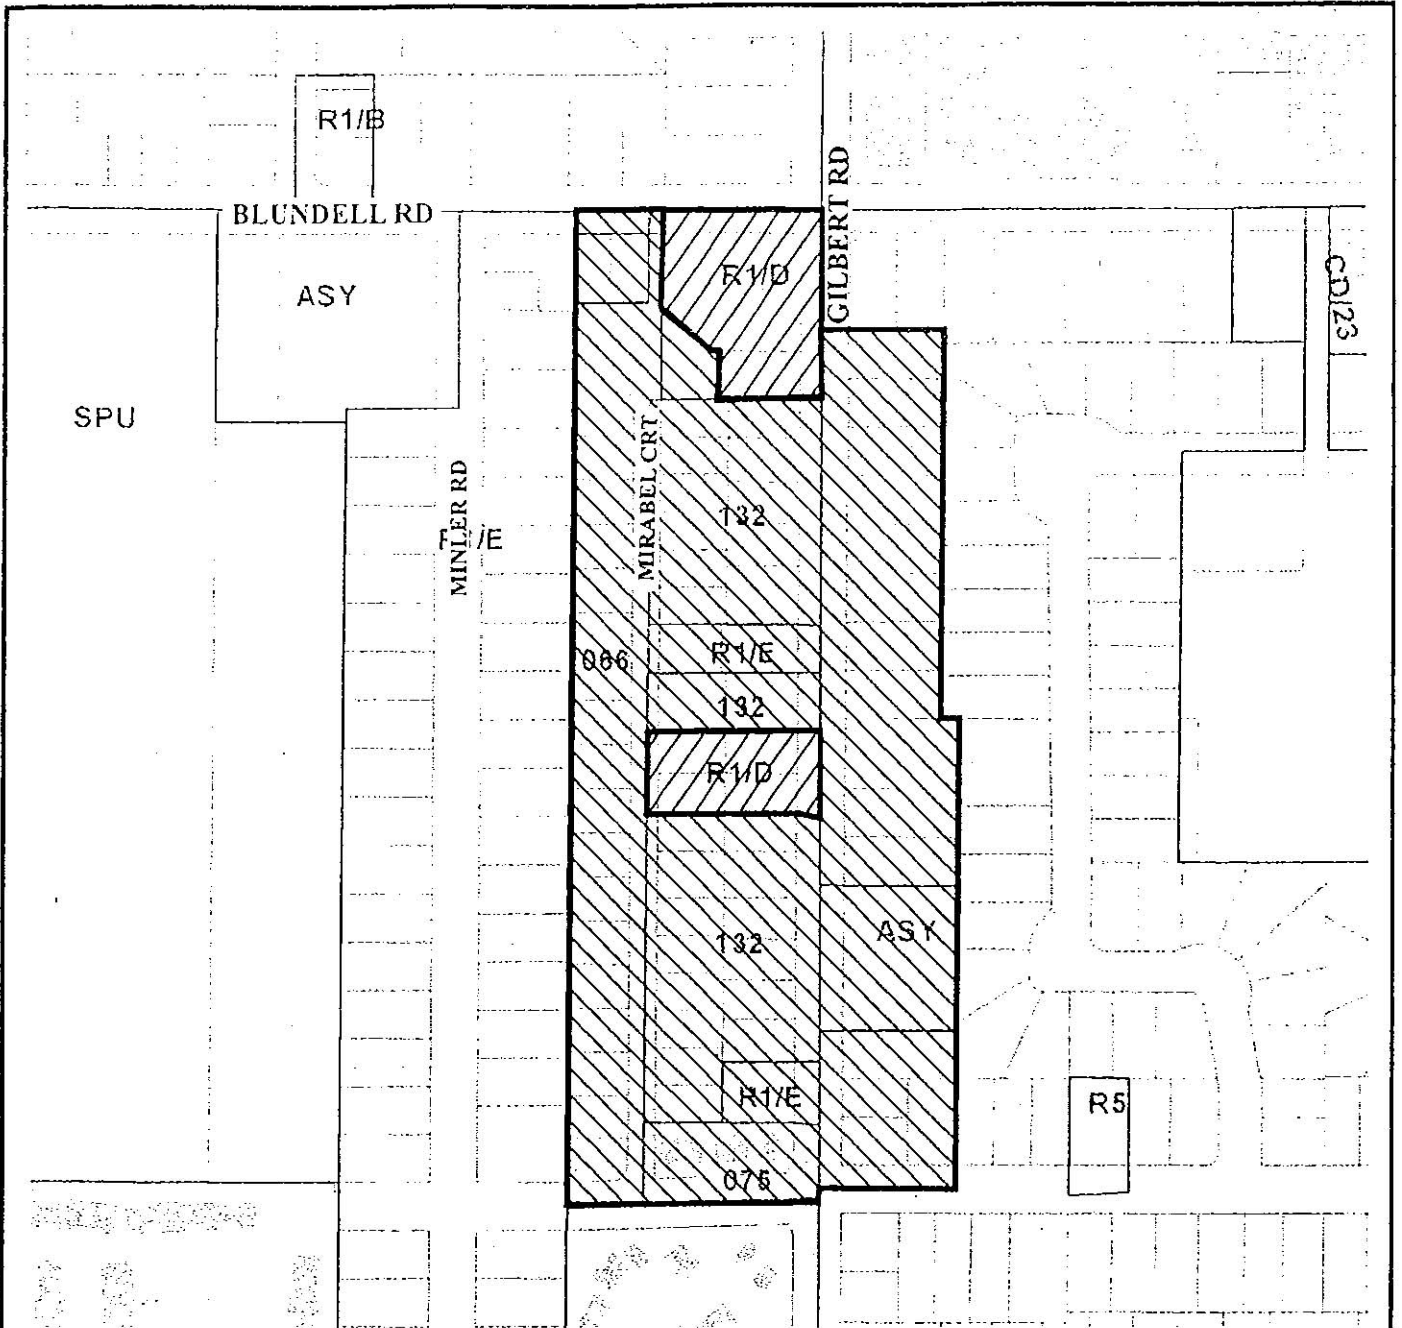 R1/B
BLUNDELL RD
GILBERT RD
R1/D
CD/23
ASY
SPU
MIRABEL CRT
132
MINLER RD
/E
R1/E
066
132
R1/D
132
ASY
R1/E
R5
075